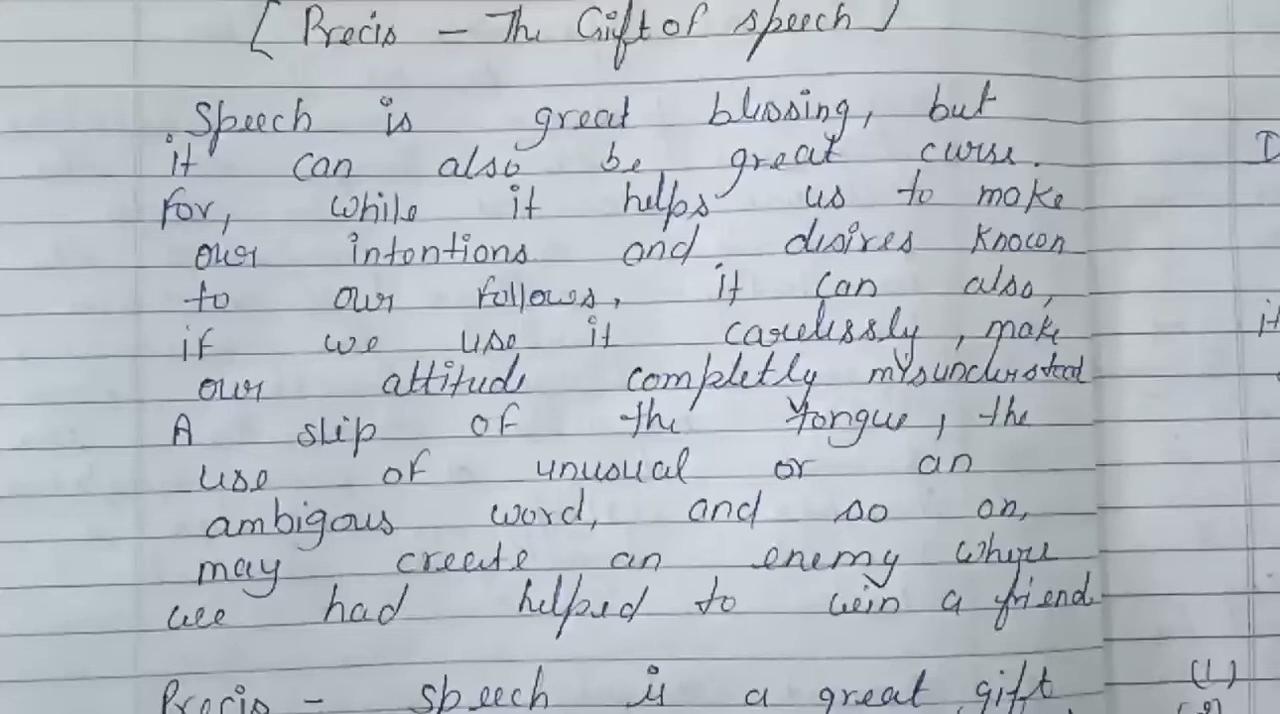 [ Precis - The Gift of speech ]
Speech is great blessing, but
it can also be great curse.
for, while it helps us to make
our intentions and desires known
to our fellows, it can also,
if we use it carelessly, make
our attitude completly mysunderstood
A slip of the tongue, the
use of unusual or an
ambigous word, and so on,
may create an enemy where
we had helped to win a friend
Precis - speech is a great gift
(1)